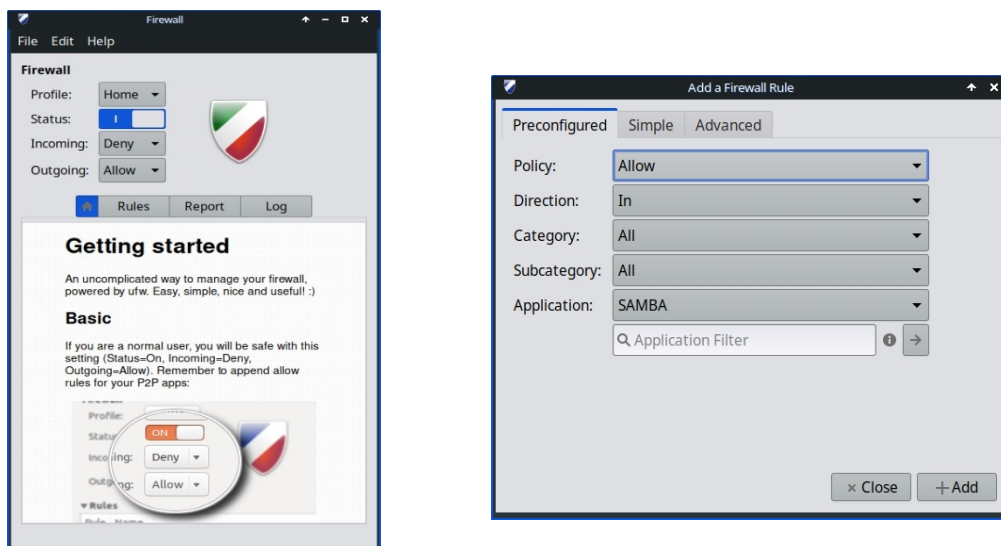 Firewall
File Edit Help
Firewall
Profile: Home
Status:
Incoming: Deny
Outgoing: Allow
Rules Report Log
Getting started
An uncomplicated way to manage your firewall,
powered by ufw. Easy, simple, nice and useful! :)
Basic
If you are a normal user, you will be safe with this
setting (Status=On, Incoming=Deny,
Outgoing=Allow). Remember to append allow
rules for your P2P apps:
Profile:
Status ON
Incoming: Deny
Outgoing: Allow
Rules
Rule Name
Add a Firewall Rule
Preconfigured Simple Advanced
Policy: Allow
Direction: In
Category: All
Subcategory: All
Application: SAMBA
Application Filter
Close Add